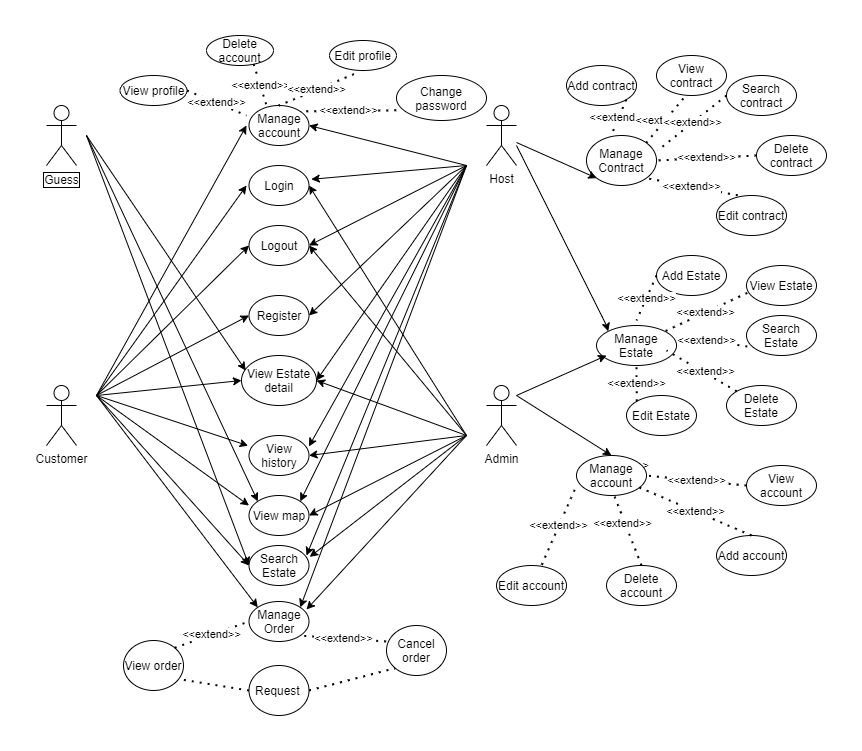 Delete
account
Edit profile
View profile
<<extend>>
<<extend>>
<<extend>>
<<extend>>
Change
password
Manage
account
Guess
Host
Login
Logout
Register
View Estate
detail
View
history
View map
Search
Estate
Manage
Order
Customer
Admin
<<extend>>
<<extend>>
View order
Cancel
order
Request
Add contract
View
contract
Search
contract
<<extend
<<ext
<<extend>>
Manage
Contract
<<extend>>
Delete
contract
<<extend>>
Edit contract
Add Estate
View Estate
<<extend>>
<<extend>>
Search
Estate
Manage
Estate
<<extend>>
<<extend>>
<<extend>>
Delete
Estate
Edit Estate
Manage
account
<<extend>>
View
account
<<extend>>
<<extend>>
<<extend>>
Add account
Edit account
Delete
account